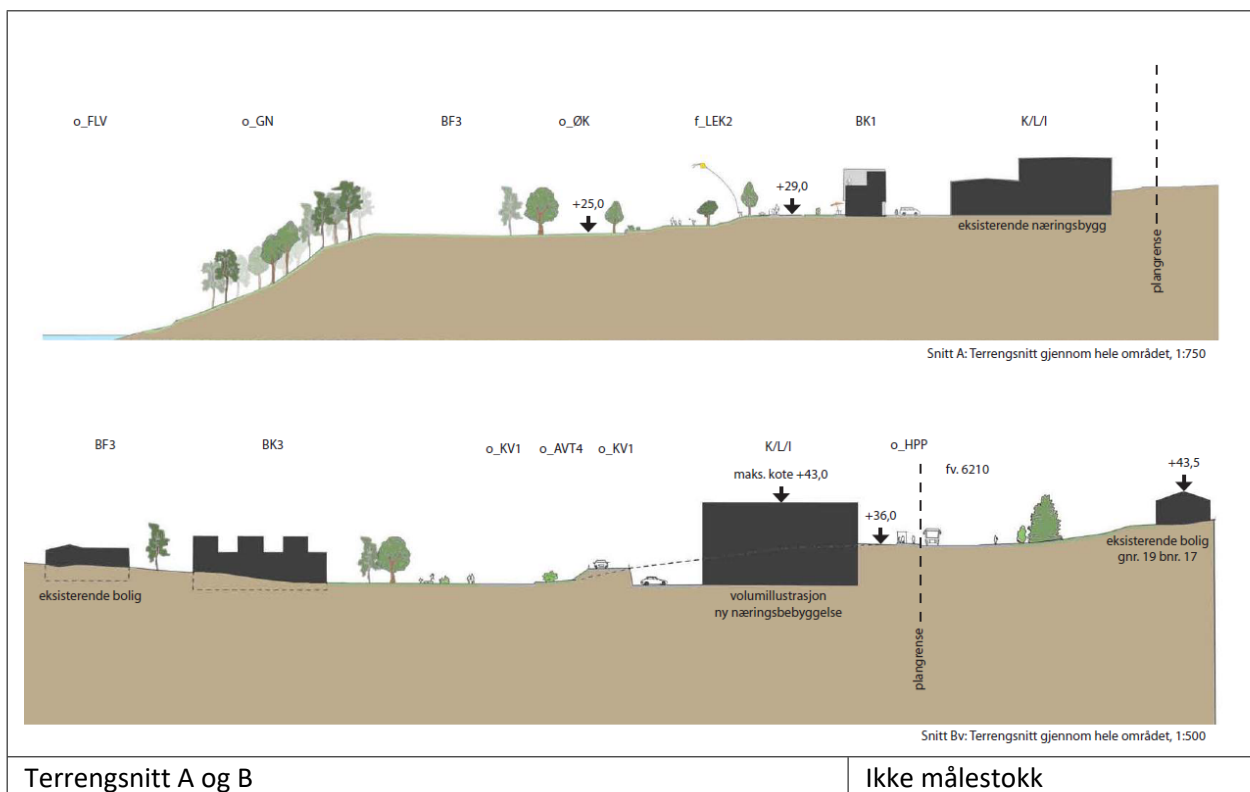 o_FLV o_GN BF3 o_ØK f_LEK2 BK1 K/L/I
+25,0 +29,0
eksisterende næringsbygg
plangrense
Snitt A: Terrengsnitt gjennom hele området, 1:750
BF3 BK3 o_KV1 o_AVT4 o_KV1 K/L/I o_HPP
maks. kote +43,0 fv. 6210 +43,5
+36,0
eksisterende bolig
gnr. 19 bnr. 17
eksisterende bolig
volumillustrasjon
ny næringsbebyggelse
plangrense
Snitt Bv: Terrengsnitt gjennom hele området, 1:500
Terrengsnitt A og B Ikke målestokk